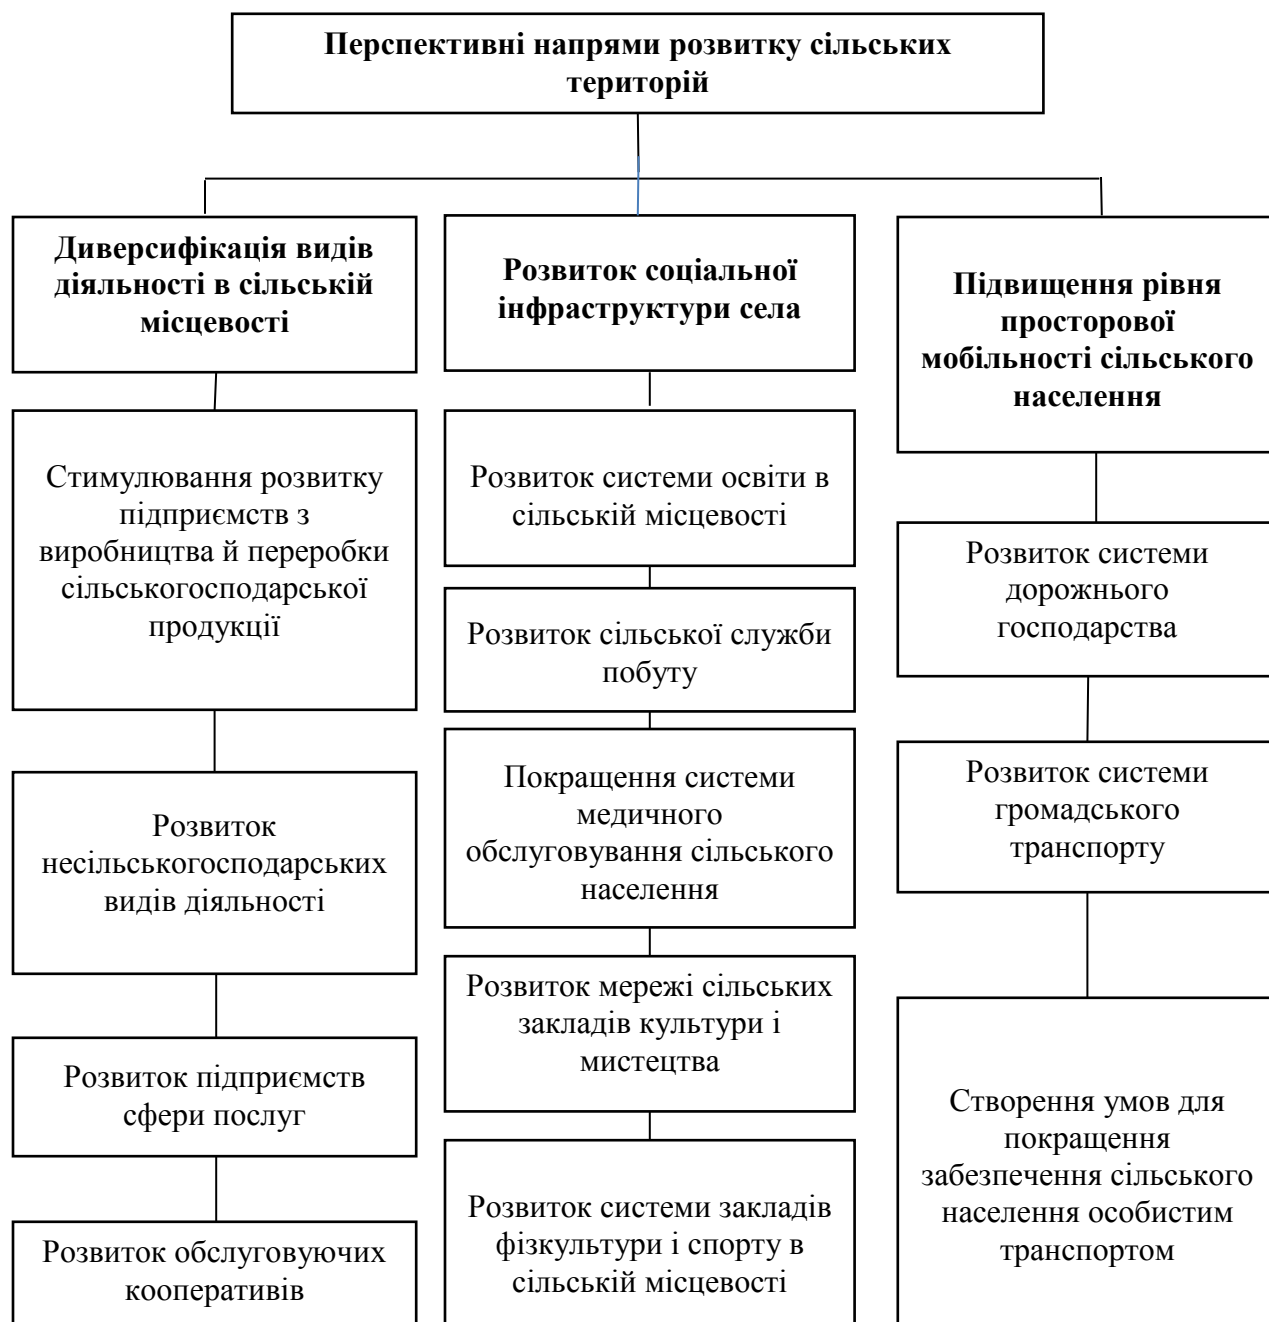 Перспективні напрями розвитку сільських
територій
Диверсифікація видів
діяльності в сільській
місцевості
Стимулювання розвитку
підприємств з
виробництва й переробки
сільськогосподарської
продукції
Розвиток
несільськогосподарських
видів діяльності
Розвиток підприємств
сфери послуг
Розвиток обслуговуючих
кооперативів
Розвиток соціальної
інфраструктури села
Розвиток системи освіти в
сільській місцевості
Розвиток сільської служби
побуту
Покращення системи
медичного
обслуговування сільського
населення
Розвиток мережі сільських
закладів культури і
мистецтва
Розвиток системи закладів
фізкультури і спорту в
сільській місцевості
Підвищення рівня
просторової
мобільності сільського
населення
Розвиток системи
дорожнього
господарства
Розвиток системи
громадського
транспорту
Створення умов для
покращення
забезпечення сільського
населення особистим
транспортом